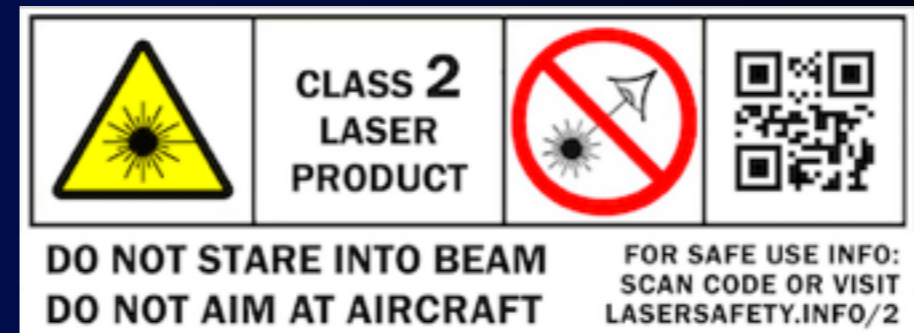 CLASS 2
LASER
PRODUCT
DO NOT STARE INTO BEAM
DO NOT AIM AT AIRCRAFT
FOR SAFE USE INFO:
SCAN CODE OR VISIT
LASERSAFETY.INFO/2